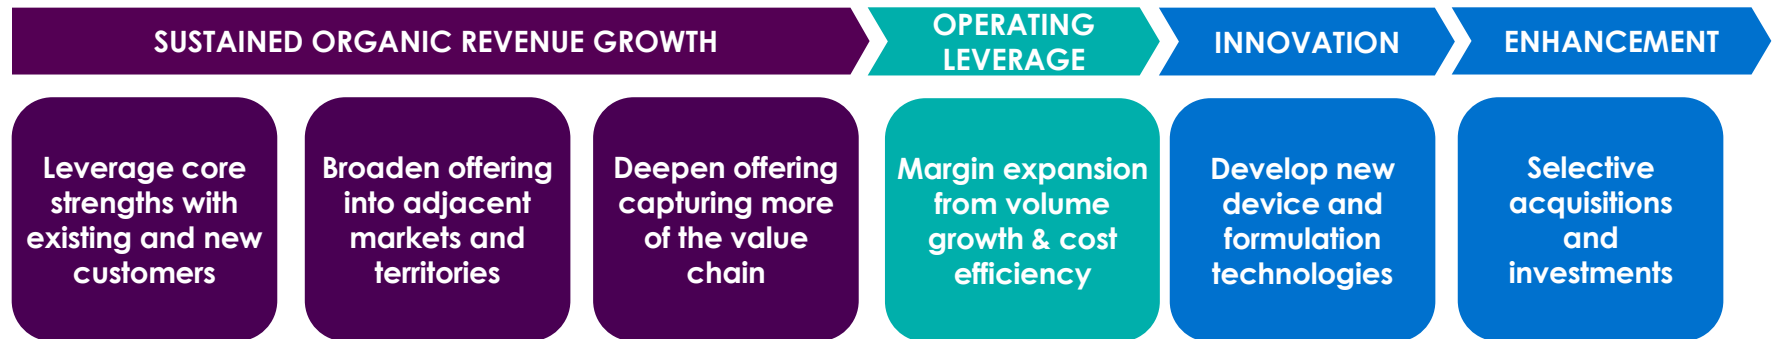 SUSTAINED ORGANIC REVENUE GROWTH
OPERATING
LEVERAGE
INNOVATION
ENHANCEMENT
Leverage core
strengths with
existing and new
customers
Broaden offering
into adjacent
markets and
territories
Deepen offering
capturing more
of the value
chain
Margin expansion
from volume
growth & cost
efficiency
Develop new
device and
formulation
technologies
Selective
acquisitions
and
investments